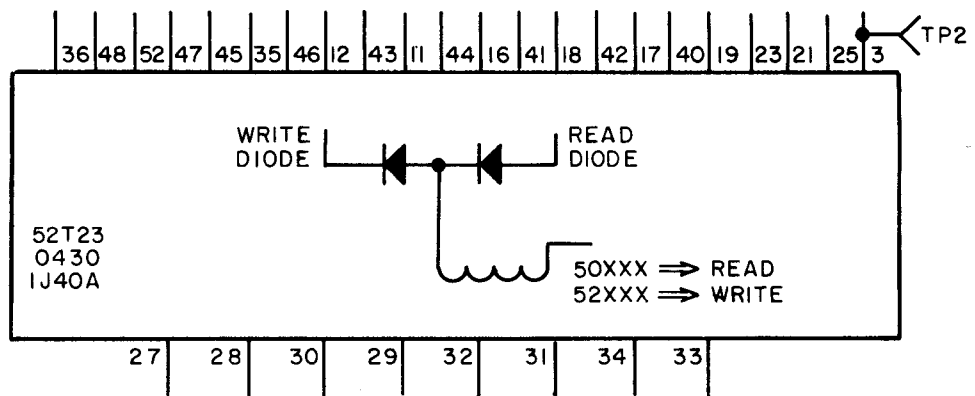 36 48 52 47 45 35 46 12 43 11 44 16 41 18 42 17 40 19 23 21 25 3 TP2
WRITE DIODE
READ DIODE
52T23
0430
1J40A
50XXX ⇒ READ
52XXX ⇒ WRITE
27 28 30 29 32 31 34 33